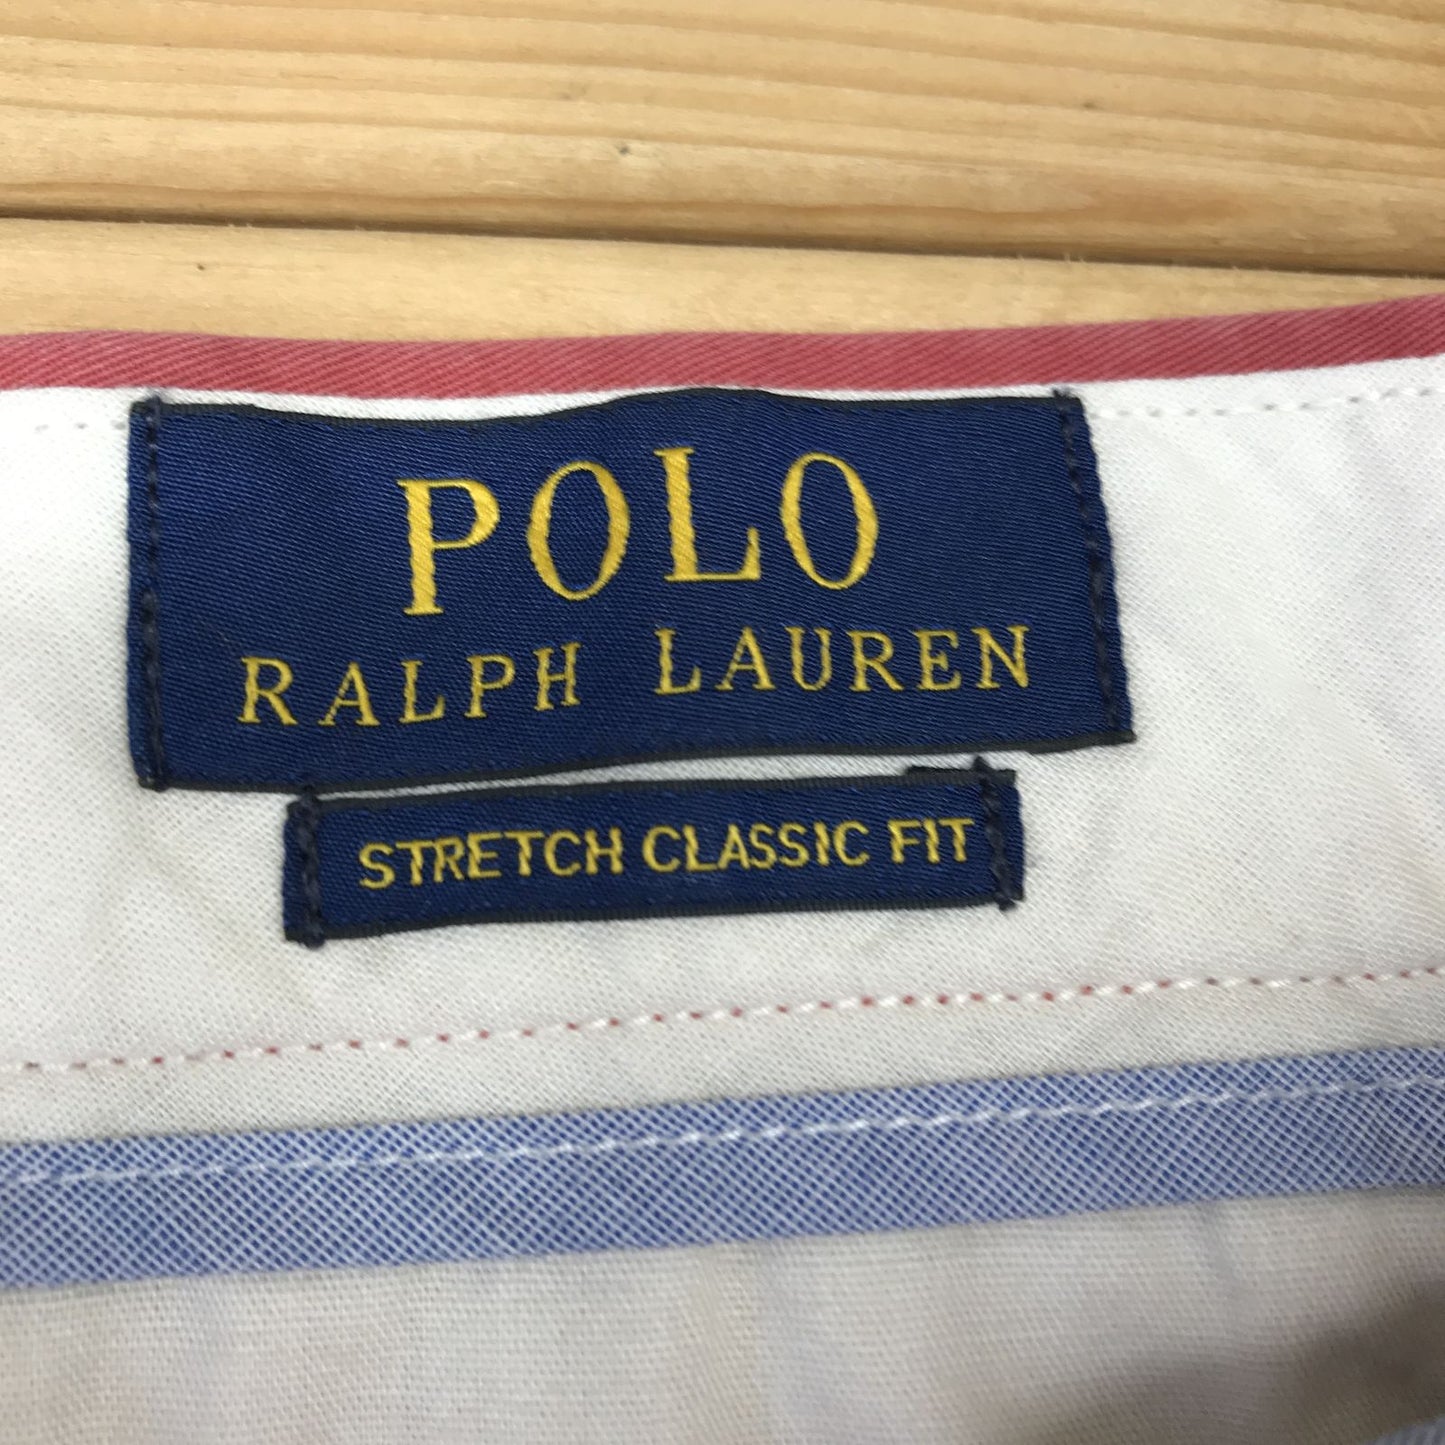 POLO
RALPH LAUREN
STRETCH CLASSIC FIT